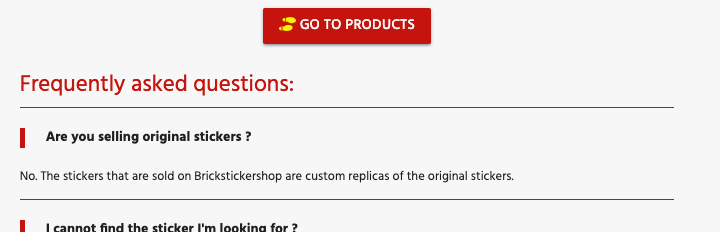 GO TO PRODUCTS
Frequently asked questions:
Are you selling original stickers ?
No. The stickers that are sold on Brickstickershop are custom replicas of the original stickers.
I cannot find the sticker I'm looking for ?